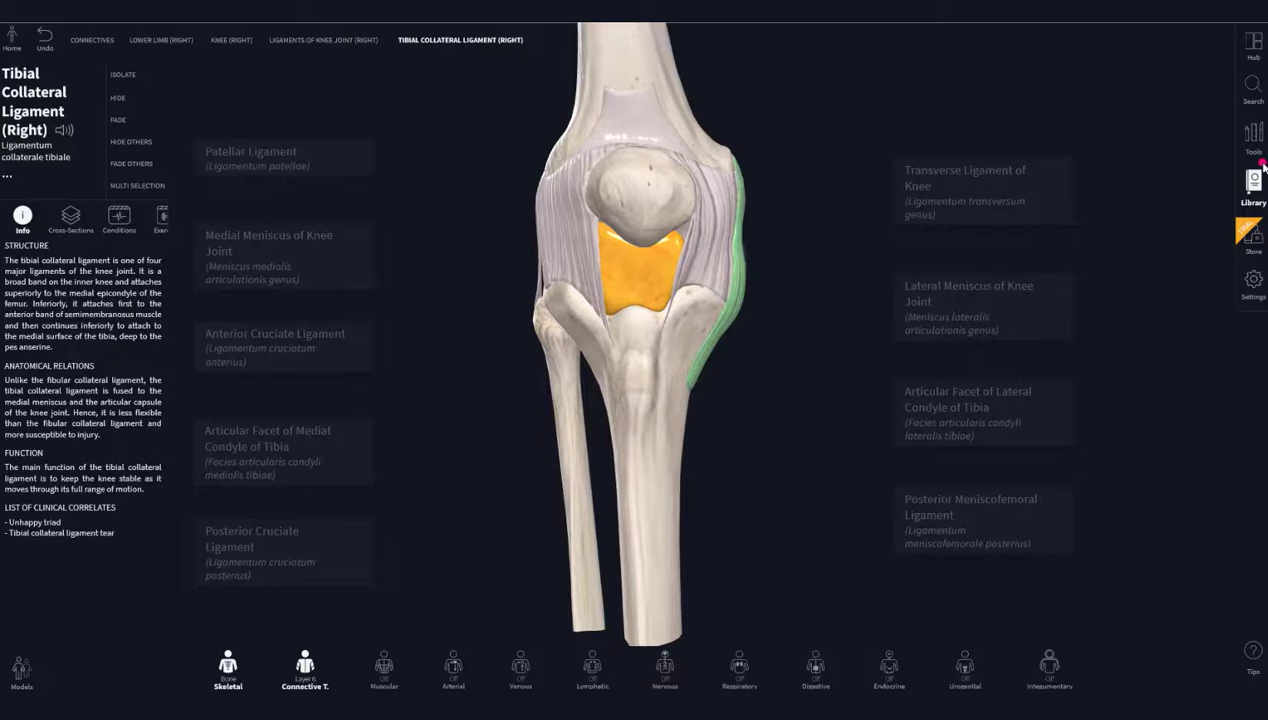 Home
Undo
CONNECTIVES
LOWER LIMB (RIGHT)
KNEE (RIGHT)
LIGAMENTS OF KNEE JOINT (RIGHT)
TIBIAL COLLATERAL LIGAMENT (RIGHT)
Tibial
Collateral
Ligament
(Right)
Ligamentum
collaterale tibiale
...
ISOLATE
HIDE
FADE
HIDE OTHERS
FADE OTHERS
MULTI SELECTION
i
Info
Cross-Sections
Conditions
STRUCTURE
The tibial collateral ligament is one of four
major ligaments of the knee joint. It is a
broad band on the inner knee and attaches
superiorly to the medial epicondyle of the
femur. Inferiorly, it attaches first to the
anterior band of semimembranosus muscle
and then continues inferiorly to attach to
the medial surface of the tibia, deep to the
pes anserine.
ANATOMICAL RELATIONS
Unlike the fibular collateral ligament, the
tibial collateral ligament is fused to the
medial meniscus and the articular capsule
of the knee joint. Hence, it is less flexible
than the fibular collateral ligament and
more susceptible to injury.
FUNCTION
The main function of the tibial collateral
ligament is to keep the knee stable as it
moves through its full range of motion.
LIST OF CLINICAL CORRELATES
- Unhappy triad
- Tibial collateral ligament tear
Patellar Ligament
(Ligamentum patellae)
Medial Meniscus of Knee
Joint
(Meniscus medialis
articulationis genus)
Anterior Cruciate Ligament
(Ligamentum cruciatum
anterius)
Articular Facet of Medial
Condyle of Tibia
(Facies articularis condyli
medialis tibiae)
Posterior Cruciate
Ligament
(Ligamentum cruciatum
posterius)
Transverse Ligament of
Knee
(Ligamentum transversum
genus)
Lateral Meniscus of Knee
Joint
(Meniscus lateralis
articulationis genus)
Articular Facet of Lateral
Condyle of Tibia
(Facies articularis condyli
lateralis tibiae)
Posterior Meniscofemoral
Ligament
(Ligamentum
meniscofemorale posterius)
Hub
Search
Tools
Library
Store
Settings
?
Tips
Models
Bone
Skeletal
Layer 6
Connective T.
Off
Muscular
Off
Arterial
Off
Venous
Off
Lymphatic
Off
Nervous
Off
Respiratory
Off
Digestive
Off
Endocrine
Off
Urogenital
Off
Integumentary